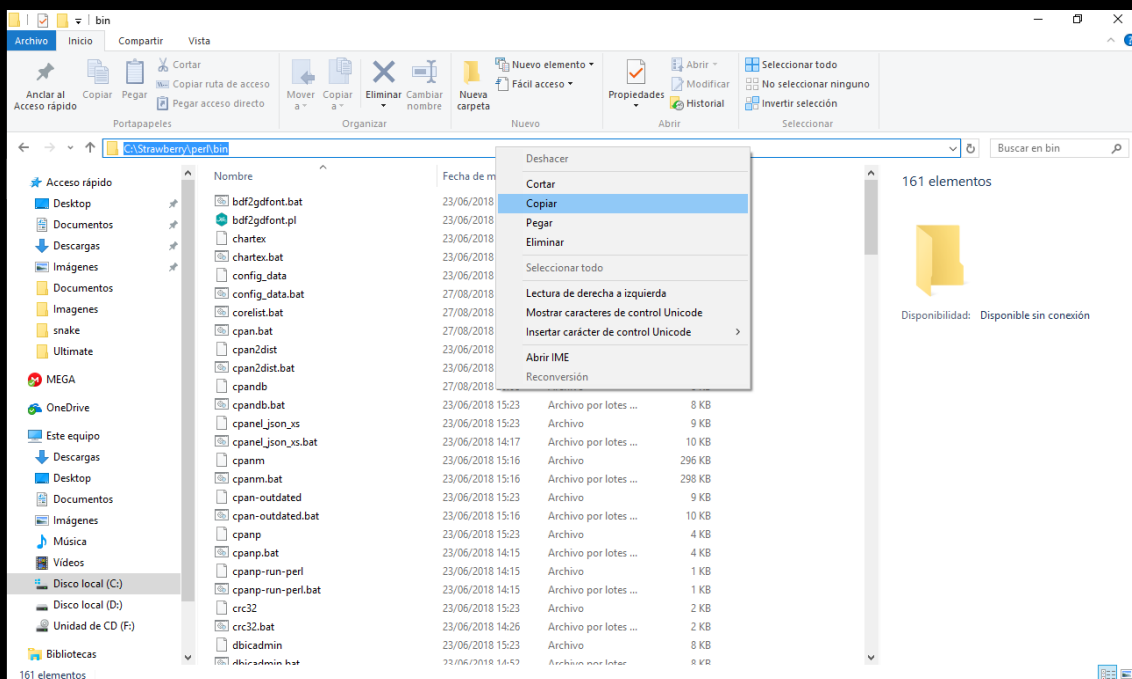 bin
Archivo Inicio Compartir Vista
Anclar al Acceso rápido
Copiar
Pegar
Cortar
Copiar ruta de acceso
Pegar acceso directo
Portapapeles
Mover a
Copiar a
Eliminar
Cambiar nombre
Organizar
Nueva carpeta
Nuevo elemento
Fácil acceso
Nuevo
Propiedades
Abrir
Modificar
Historial
Abrir
Seleccionar todo
No seleccionar ninguno
Invertir selección
Seleccionar
C:\Strawberry\perl\bin
Buscar en bin
Acceso rápido
Desktop
Documentos
Descargas
Imágenes
Documentos
Imagenes
snake
Ultimate
MEGA
OneDrive
Este equipo
Descargas
Desktop
Documentos
Imágenes
Música
Vídeos
Disco local (C:)
Disco local (D:)
Unidad de CD (F:)
Bibliotecas
Nombre Fecha de m
bdf2gdfont.bat 23/06/2018
bdf2gdfont.pl 23/06/2018
chartex 23/06/2018
chartex.bat 23/06/2018
config_data 23/06/2018
config_data.bat 27/08/2018
corelist.bat 27/08/2018
cpan.bat 27/08/2018
cpan2dist 23/06/2018
cpan2dist.bat 23/06/2018
cpandb 27/08/2018
cpandb.bat 23/06/2018 15:23 Archivo por lotes ... 8 KB
cpanel_json_xs 23/06/2018 15:23 Archivo 9 KB
cpanel_json_xs.bat 23/06/2018 14:17 Archivo por lotes ... 10 KB
cpanm 23/06/2018 15:16 Archivo 296 KB
cpanm.bat 23/06/2018 15:16 Archivo por lotes ... 298 KB
cpan-outdated 23/06/2018 15:23 Archivo 9 KB
cpan-outdated.bat 23/06/2018 15:16 Archivo por lotes ... 10 KB
cpanp 23/06/2018 15:23 Archivo 4 KB
cpanp.bat 23/06/2018 14:15 Archivo por lotes ... 4 KB
cpanp-run-perl 23/06/2018 14:15 Archivo 1 KB
cpanp-run-perl.bat 23/06/2018 14:15 Archivo por lotes ... 1 KB
crc32 23/06/2018 15:23 Archivo 2 KB
crc32.bat 23/06/2018 14:26 Archivo por lotes ... 2 KB
dbicadmin 23/06/2018 15:23 Archivo 8 KB
dbicadmin.bat 23/06/2018 14:52 Archivo por lotes 8 KB
Deshacer
Cortar
Copiar
Pegar
Eliminar
Seleccionar todo
Lectura de derecha a izquierda
Mostrar caracteres de control Unicode
Insertar carácter de control Unicode
Abrir IME
Reconversión
161 elementos
Disponibilidad: Disponible sin conexión
161 elementos